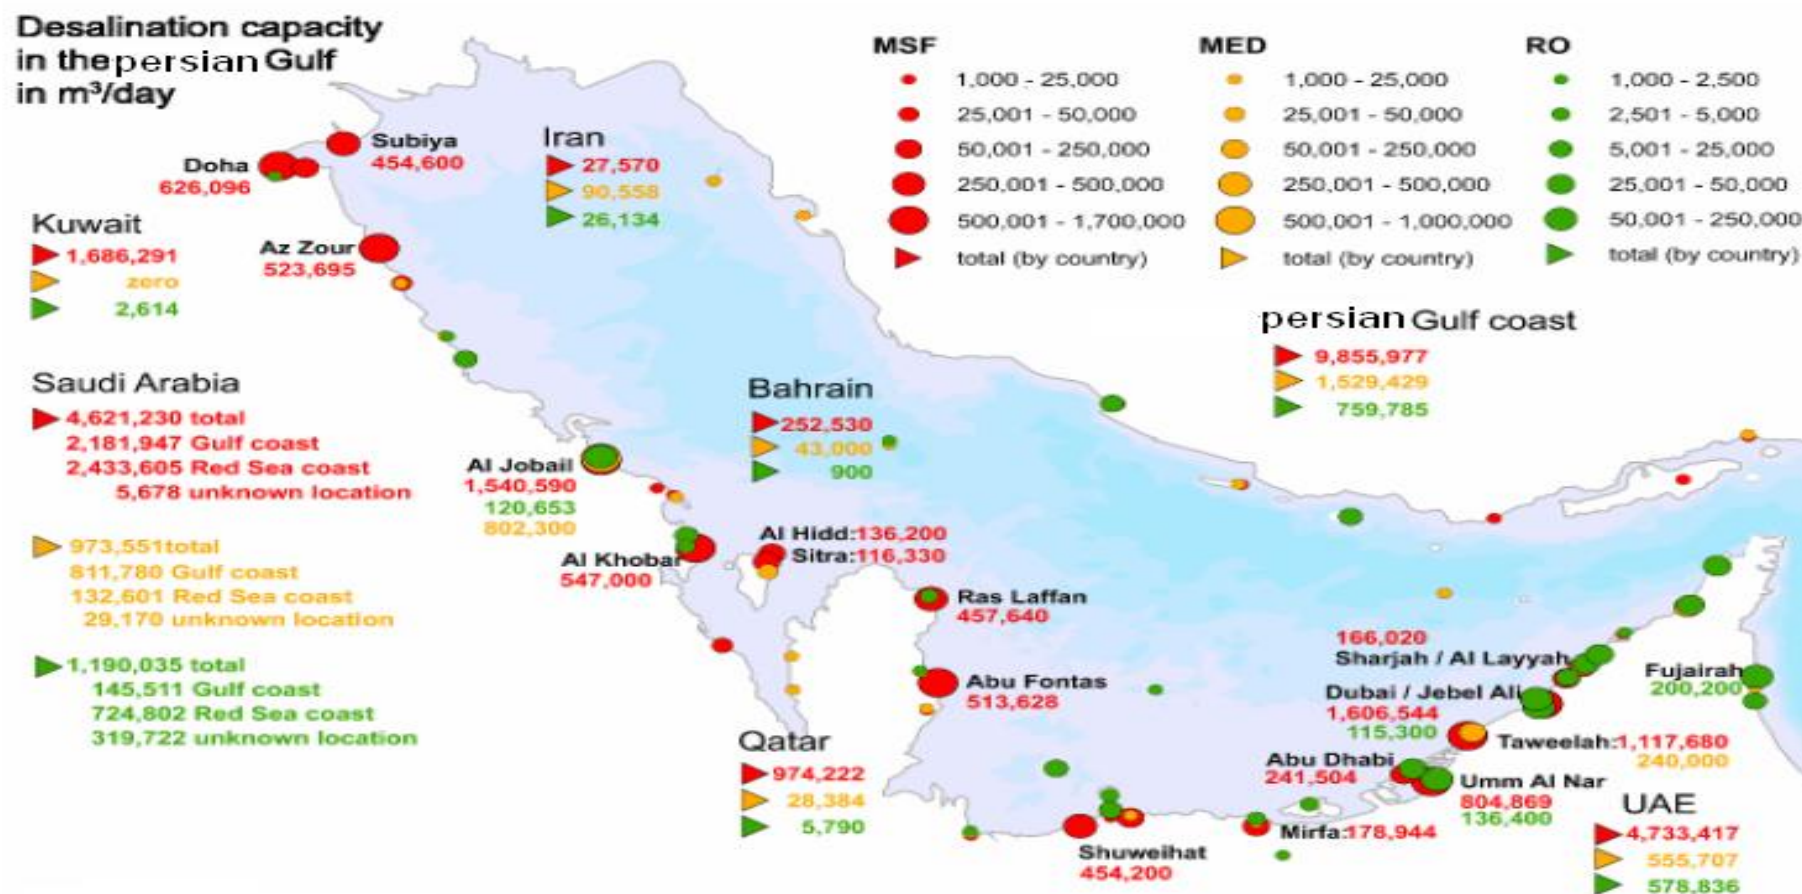 Desalination capacity
in the persian Gulf
in m³/day
MSF
1,000 - 25,000
25,001 - 50,000
50,001 - 250,000
250,001 - 500,000
500,001 - 1,700,000
total (by country)
MED
1,000 - 25,000
25,001 - 50,000
50,001 - 250,000
250,001 - 500,000
500,001 - 1,000,000
total (by country)
RO
1,000 - 2,500
2,501 - 5,000
5,001 - 25,000
25,001 - 50,000
50,001 - 250,000
total (by country)
Subiya
454,600
Doha
626,096
Iran
27,570
90,558
26,134
Kuwait
1,686,291
zero
2,614
Az Zour
523,695
persian Gulf coast
9,855,977
1,529,429
759,785
Saudi Arabia
4,621,230 total
2,181,947 Gulf coast
2,433,605 Red Sea coast
5,678 unknown location
973,551total
811,780 Gulf coast
132,601 Red Sea coast
29,170 unknown location
1,190,035 total
145,511 Gulf coast
724,802 Red Sea coast
319,722 unknown location
Bahrain
252,530
43,000
900
Al Jobail
1,540,590
120,653
802,300
Al Khobar
547,000
Al Hidd:136,200
Sitra:116,330
Ras Laffan
457,640
Abu Fontas
513,628
Qatar
974,222
28,384
5,790
166,020
Sharjah / Al Layyah
Dubai / Jebel Ali
1,606,544
115,300
Fujairah
200,200
Taweelah:1,117,680
240,000
Abu Dhabi
241,504
Umm Al Nar
804,869
136,400
Mirfa:178,944
Shuweihat
454,200
UAE
4,733,417
555,707
578,836